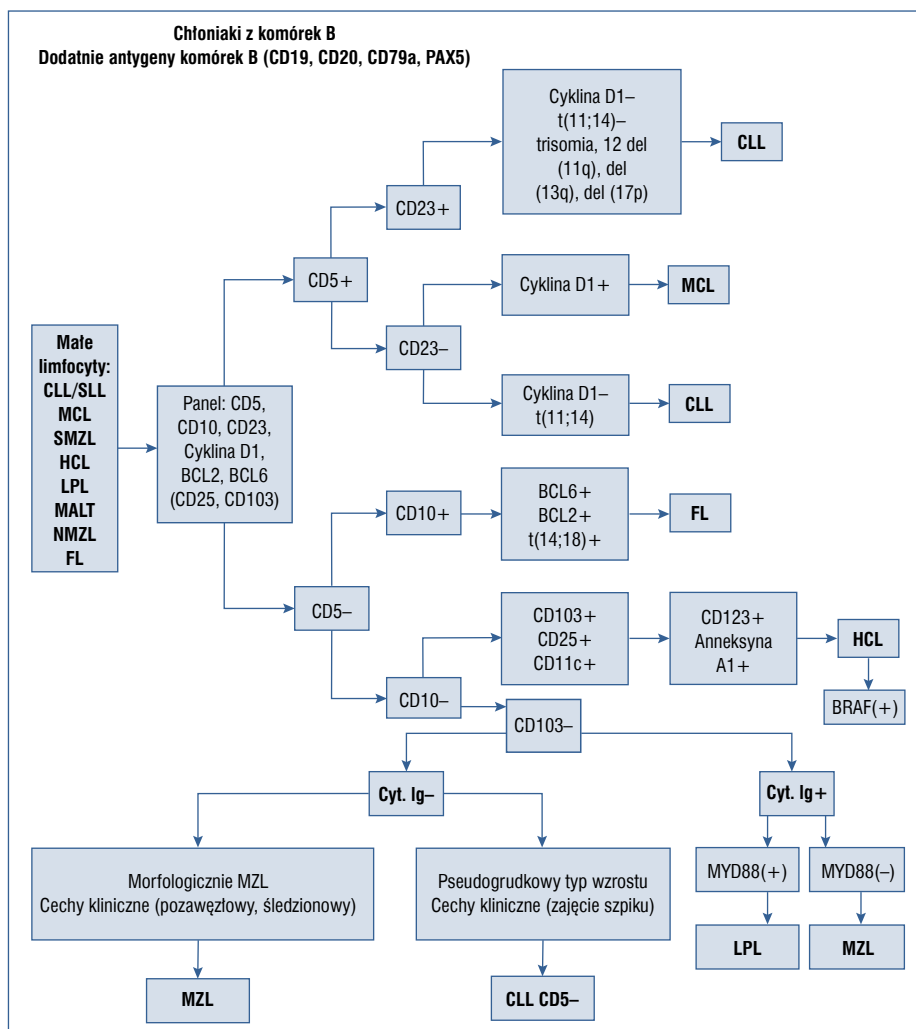 Chłoniaki z komórek B
Dodatnie antygeny komórek B (CD19, CD20, CD79a, PAX5)
Cyklina D1–
t(11;14)–
trisomia, 12 del
(11q), del
(13q), del (17p)
CLL
CD23+
CD5+
Cyklina D1+
MCL
CD23–
Cyklina D1–
t(11;14)
CLL
Małe
limfocyty:
CLL/SLL
MCL
SMZL
HCL
LPL
MALT
NMZL
FL
Panel: CD5,
CD10, CD23,
Cyklina D1,
BCL2, BCL6
(CD25, CD103)
CD10+
BCL6+
BCL2+
t(14;18)+
FL
CD5–
CD103+
CD25+
CD11c+
CD123+
Anneksyna
A1+
HCL
BRAF(+)
CD10–
CD103–
Cyt. Ig–
Cyt. Ig+
Morfologicznie MZL
Cechy kliniczne (pozawęzłowy, śledzionowy)
Pseudogrudkowy typ wzrostu
Cechy kliniczne (zajęcie szpiku)
MYD88(+)
MYD88(–)
LPL
MZL
MZL
CLL CD5–